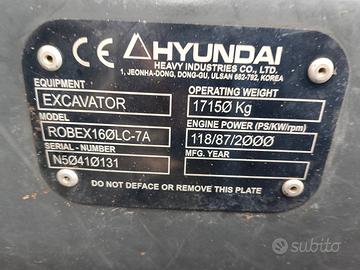 CE HYUNDAI
HEAVY INDUSTRIES CO., LTD.
1, JEONHA-DONG, DONG-GU, ULSAN 682-792, KOREA
EQUIPMENT
EXCAVATOR
OPERATING WEIGHT
17150 Kg
MODEL
ROBEX160LC-7A
ENGINE POWER (PS/KW/rpm)
118/87/2000
SERIAL - NUMBER
N50410131
MFG. YEAR
DO NOT DEFACE OR REMOVE THIS PLATE
subito